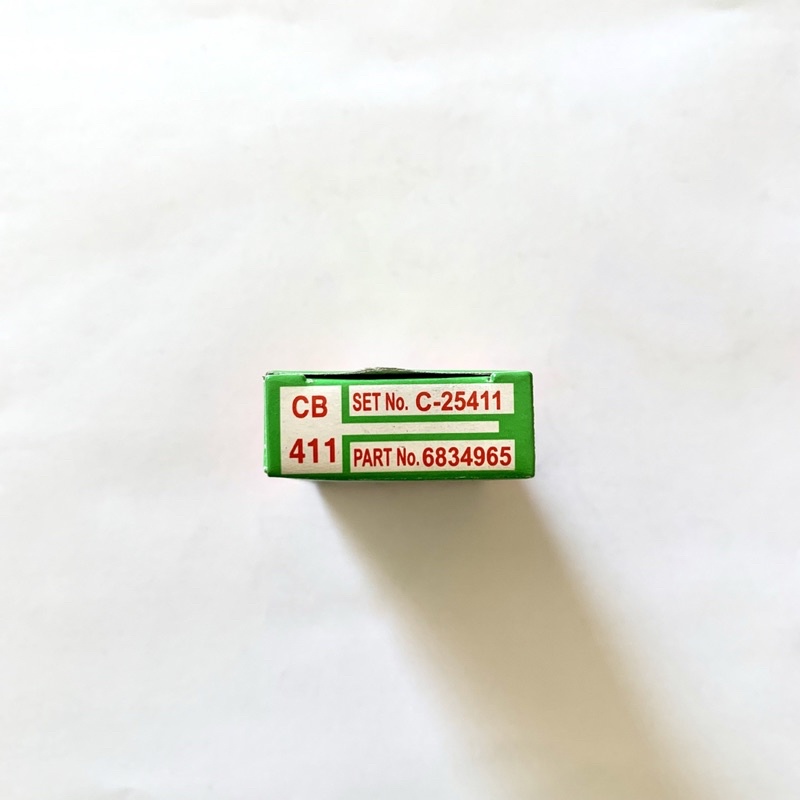 CB
411
SET No. C-25411
PART No. 6834965